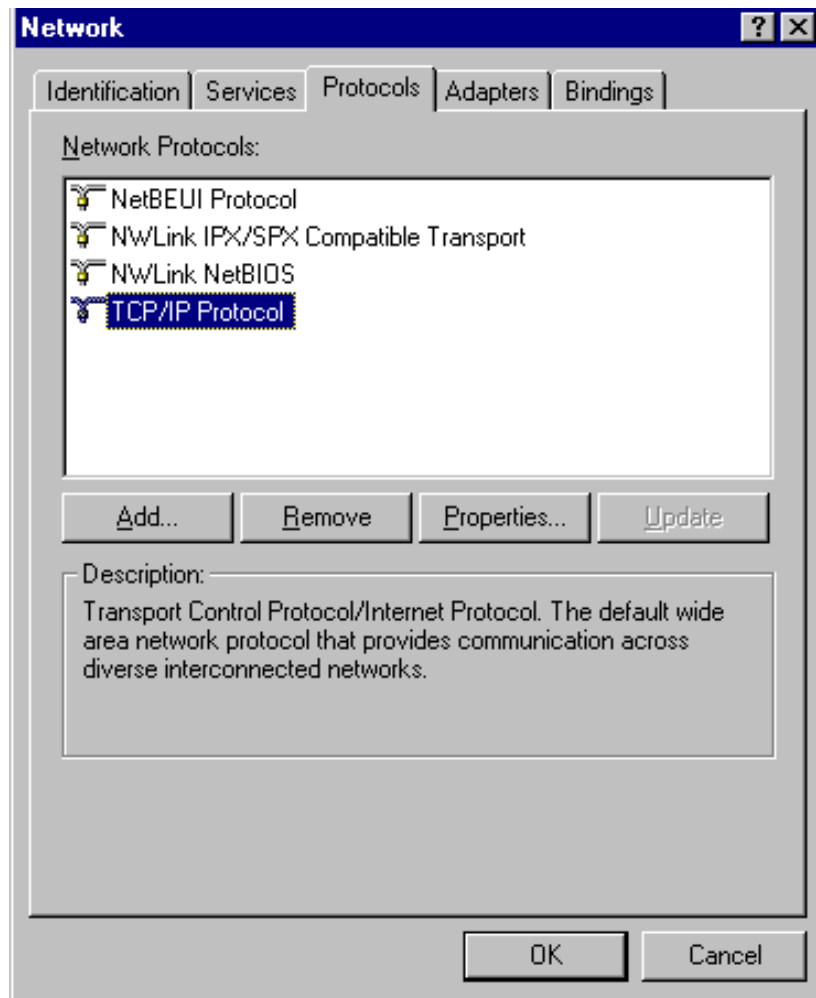 Network
Identification Services Protocols Adapters Bindings
Network Protocols:
NetBEUI Protocol
NWLink IPX/SPX Compatible Transport
NWLink NetBIOS
TCP/IP Protocol
Add... Remove Properties... Update
Description:
Transport Control Protocol/Internet Protocol. The default wide
area network protocol that provides communication across
diverse interconnected networks.
OK Cancel